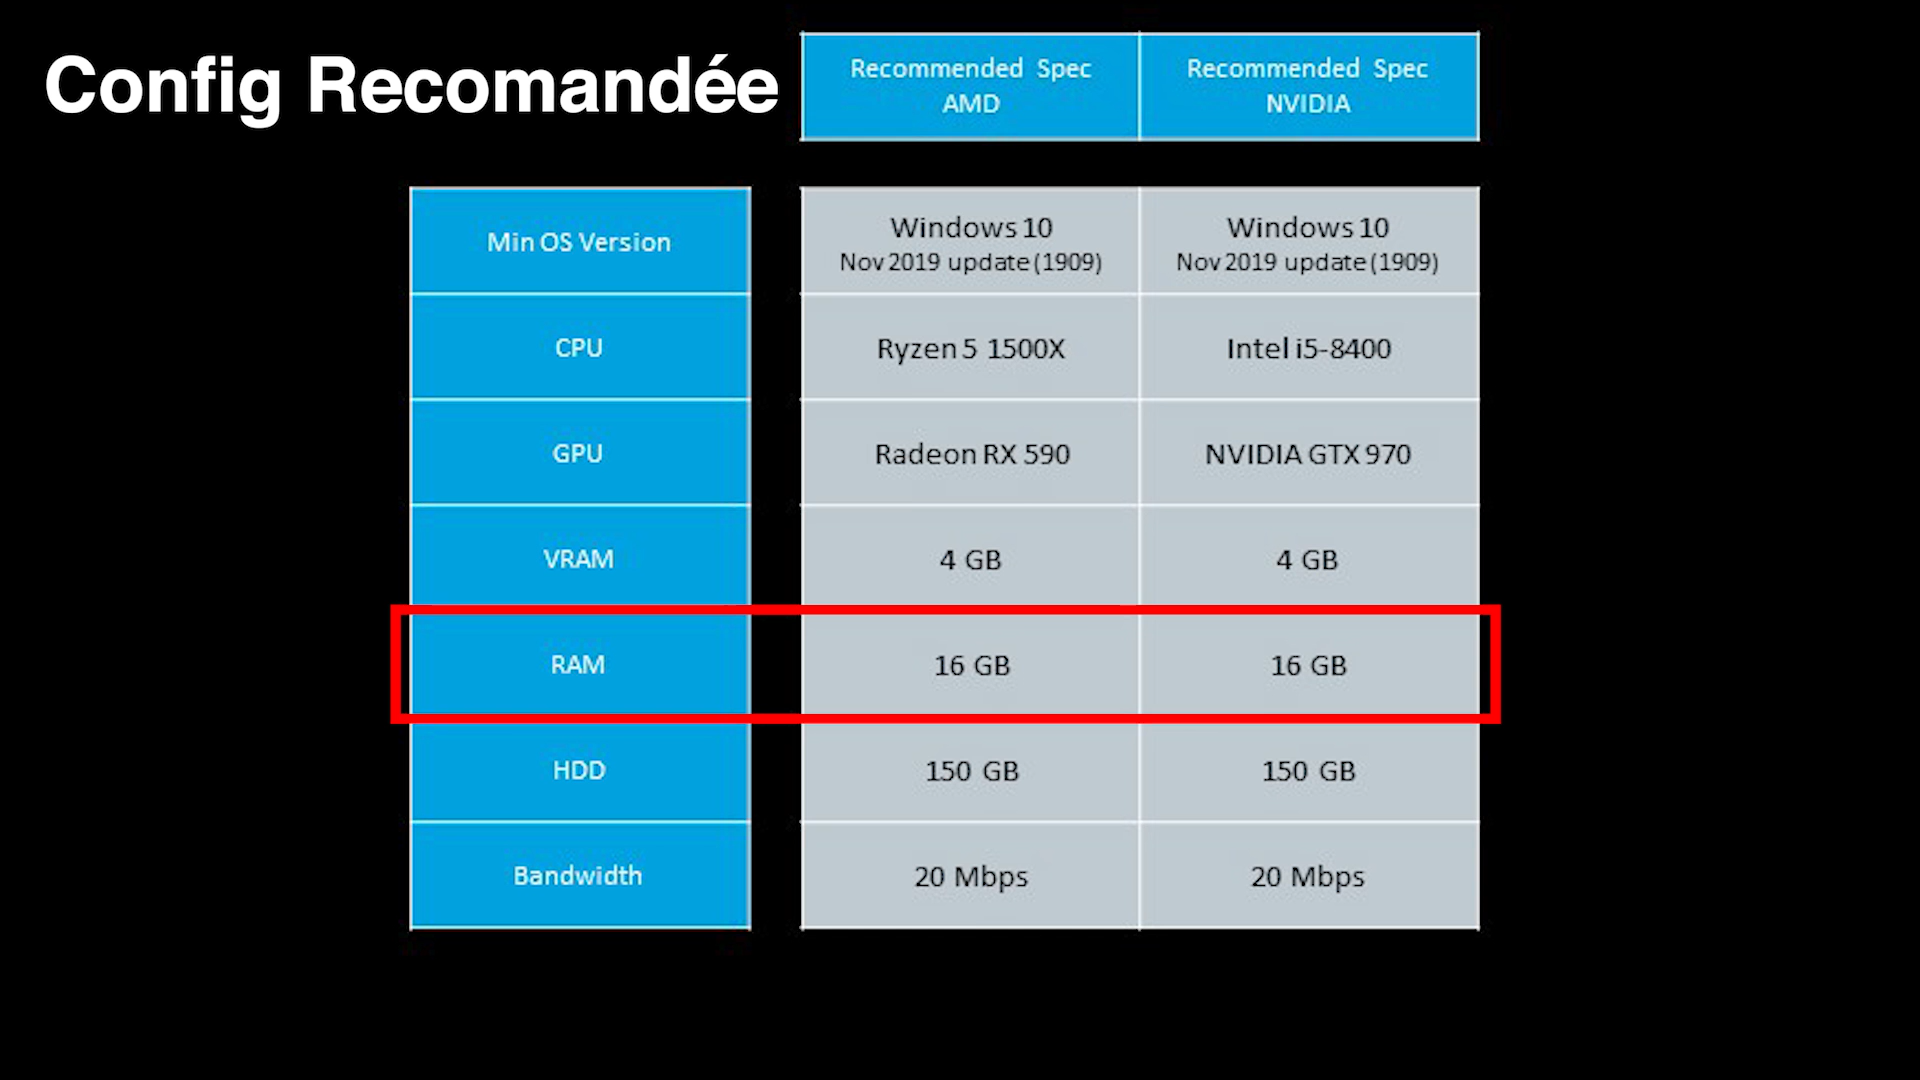 Config Recomandée
Recommended Spec AMD
Recommended Spec NVIDIA
Min OS Version
Windows 10
Nov 2019 update (1909)
Windows 10
Nov 2019 update (1909)
CPU
Ryzen 5 1500X
Intel i5-8400
GPU
Radeon RX 590
NVIDIA GTX 970
VRAM
4 GB
4 GB
RAM
16 GB
16 GB
HDD
150 GB
150 GB
Bandwidth
20 Mbps
20 Mbps